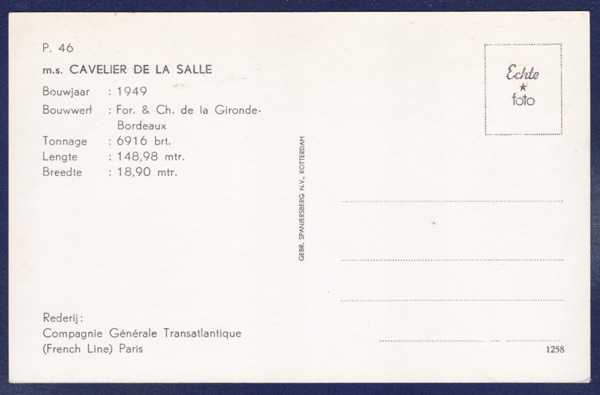 P. 46
m.s. CAVELIER DE LA SALLE
Bouwjaar : 1949
Bouwwerf : For. & Ch. de la Gironde-
Bordeaux
Tonnage : 6916 brt.
Lengte : 148,98 mtr.
Breedte : 18,90 mtr.
Rederij:
Compagnie Générale Transatlantique
(French Line) Paris
GEBR. SPANJERSBERG N.V., ROTTERDAM
Echte
foto
1258